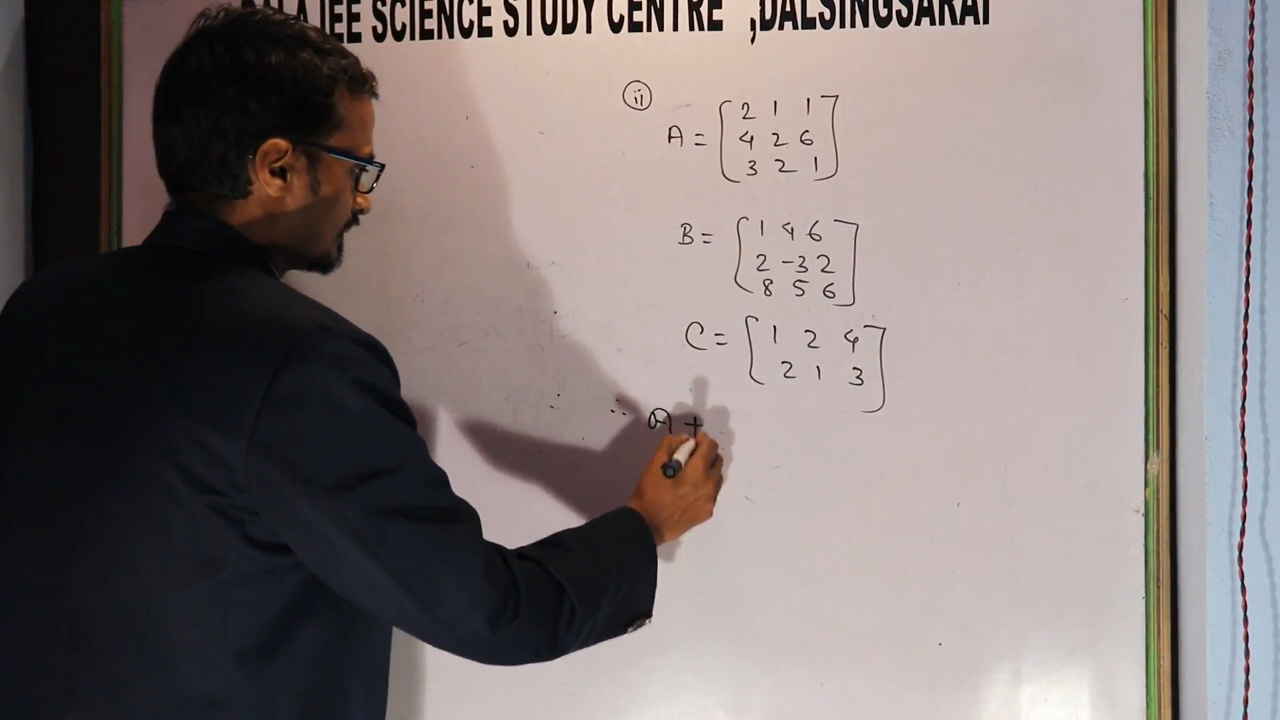 JEE SCIENCE STUDY CENTRE ,DALSINGSARAI
ii
A = [2 1 1
4 2 6
3 2 1]
B = [1 4 6
2 -3 2
8 5 6]
C = [1 2 4
2 1 3]
∴ A +